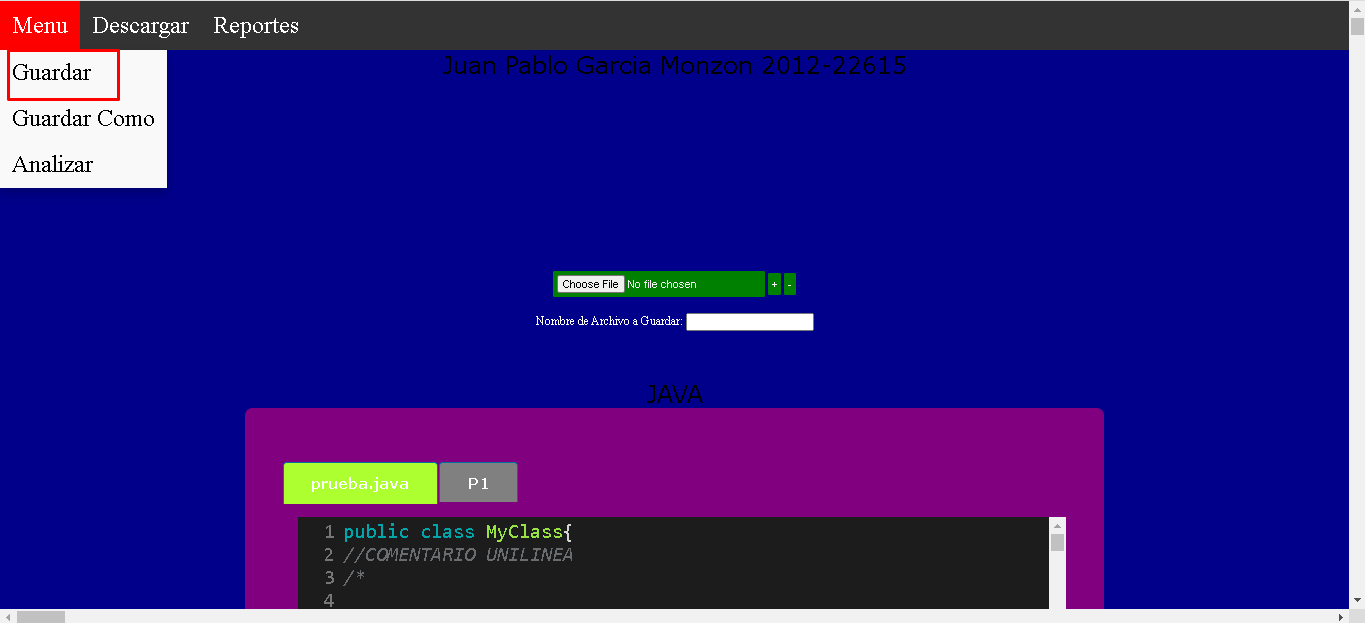 Menu Descargar Reportes
Guardar
Guardar Como
Analizar
Juan Pablo Garcia Monzon 2012-22615
Choose File No file chosen + -
Nombre de Archivo a Guardar:
JAVA
prueba.java P1
1 public class MyClass{
2 //COMENTARIO UNILINEA
3 /*
4